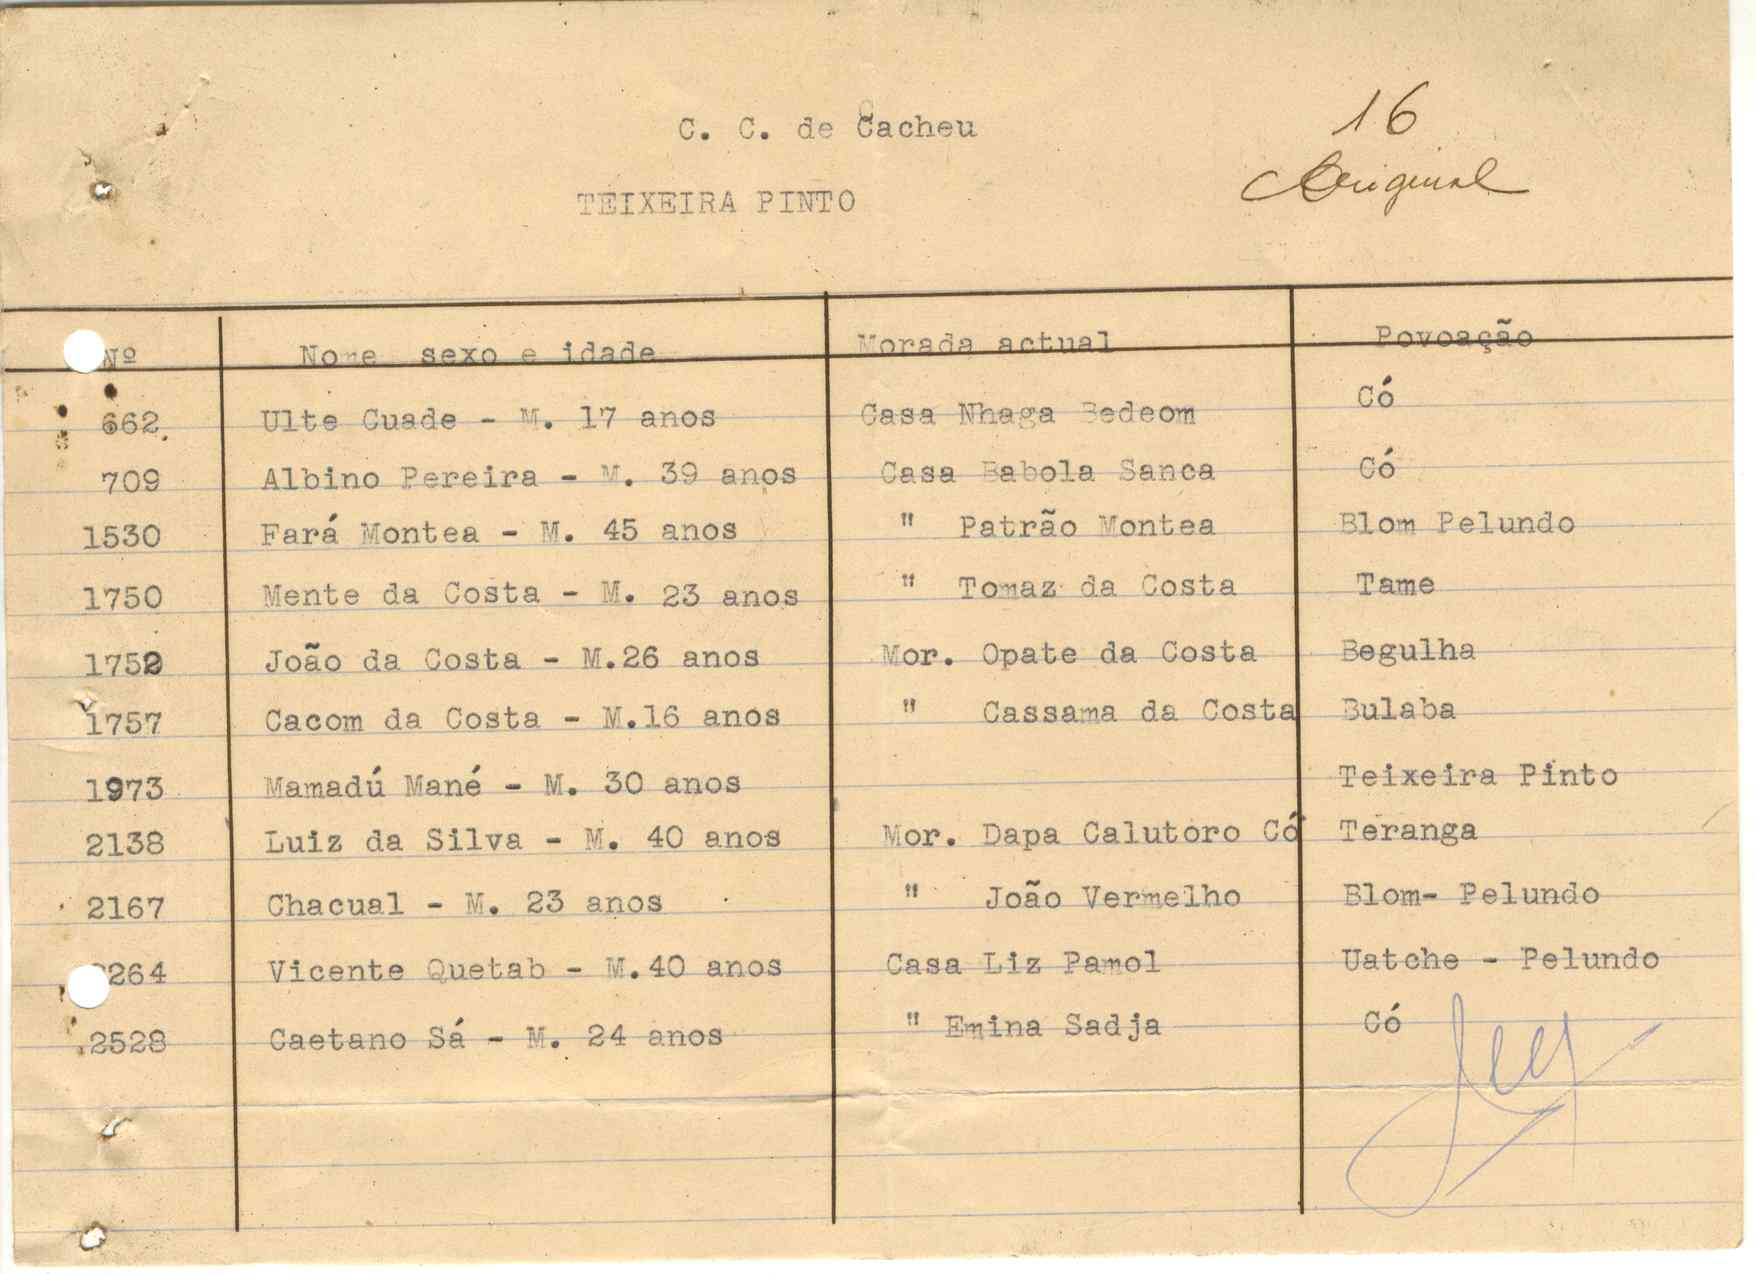 C. C. de Cacheu
16
Original
TEIXEIRA PINTO
Nº Nome sexo e idade Morada actual Povoação
662. Ulte Cuade - M. 17 anos Casa Nhaga Bedeom Có
709 Albino Pereira - M. 39 anos Casa Babola Sanca Có
1530 Fará Montea - M. 45 anos " Patrão Montea Blom Pelundo
1750 Mente da Costa - M. 23 anos " Tomaz da Costa Tame
1752 João da Costa - M.26 anos Mor. Opate da Costa Begulha
1757 Cacom da Costa - M.16 anos " Cassama da Costa Bulaba
1973 Mamadú Mané - M. 30 anos Teixeira Pinto
2138 Luiz da Silva - M. 40 anos Mor. Dapa Calutoro Có Teranga
2167 Chacual - M. 23 anos " João Vermelho Blom- Pelundo
264 Vicente Quetab - M.40 anos Casa Liz Pamol Uatche - Pelundo
2528 Caetano Sá - M. 24 anos " Emina Sadja Có